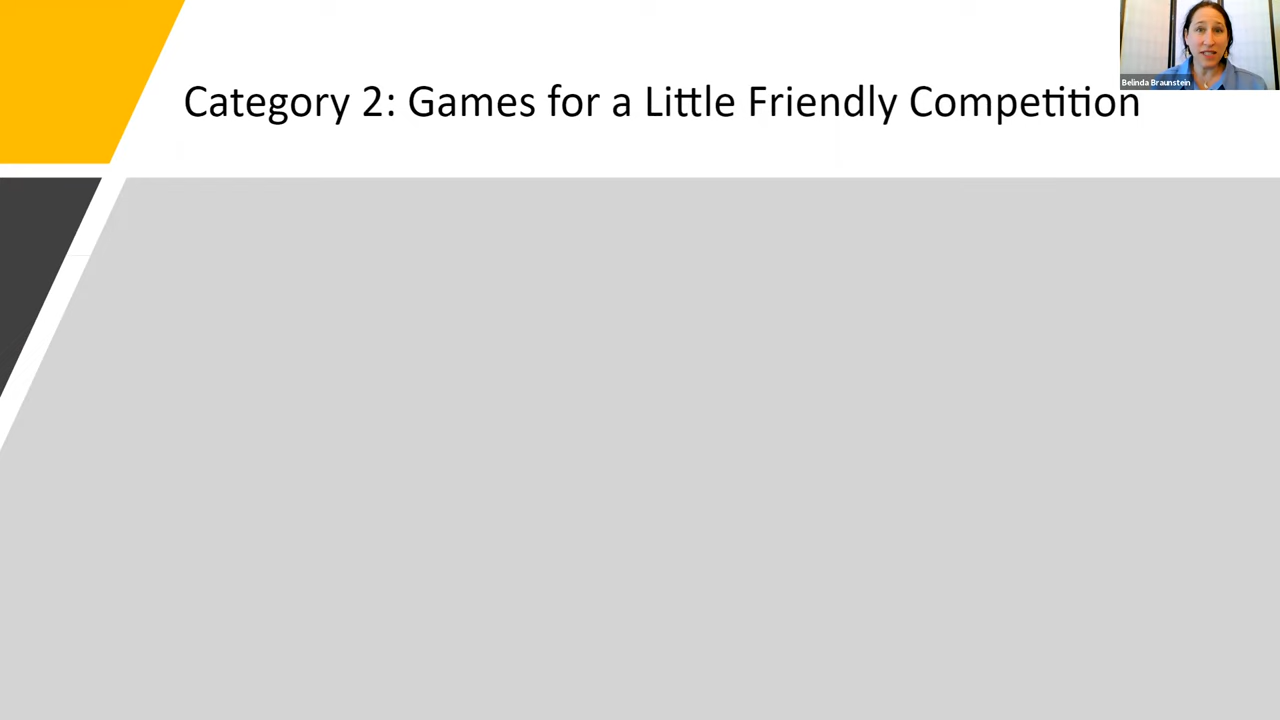 Category 2: Games for a Little Friendly Competition
Belinda Braunstein